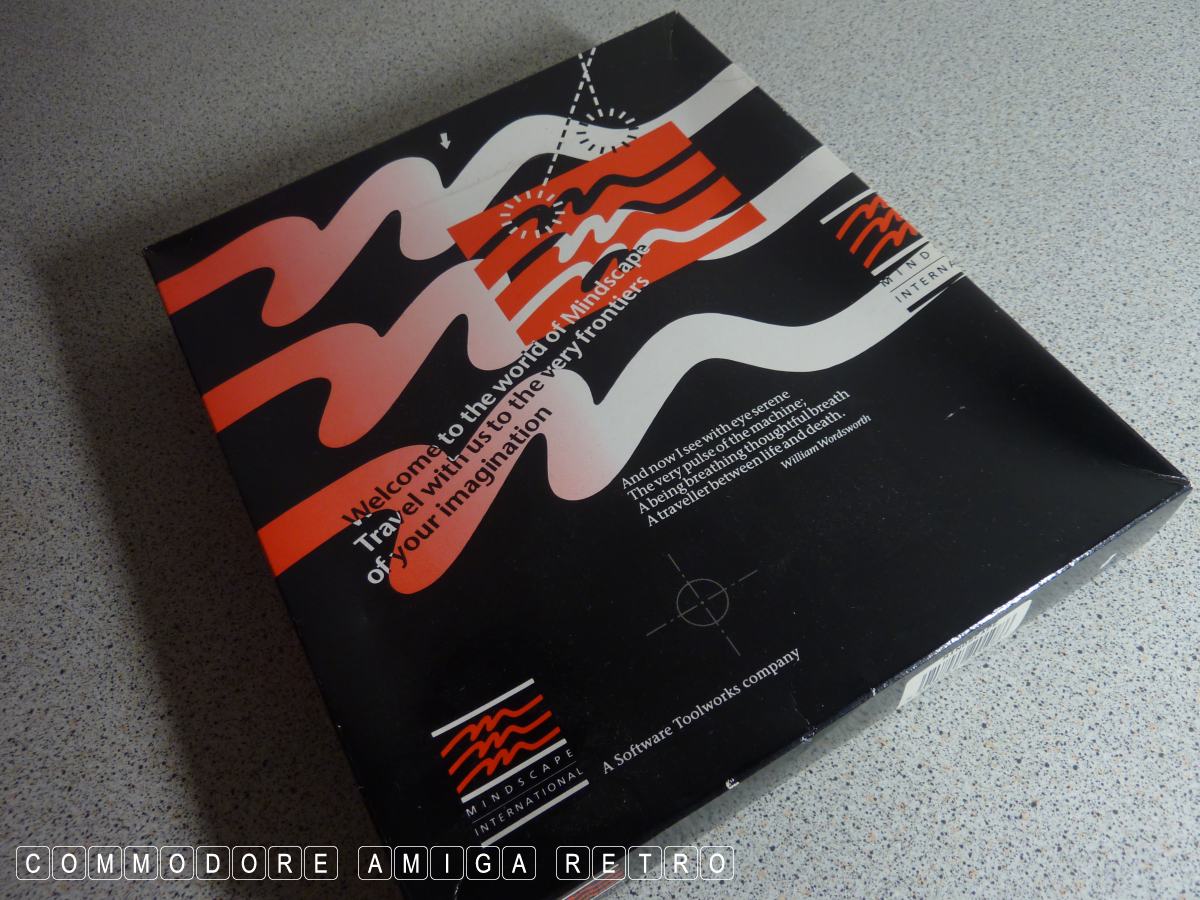 MIND
INTERNA
Welcome to the world of Mindscape
Travel with us to the very frontiers
of your imagination
And now I see with eye serene
The very pulse of the machine;
A being breathing thoughtful breath
A traveller between life and death.
William Wordsworth
A Software Toolworks company
MINDSCAPE
INTERNATIONAL
COMMODORE AMIGA RETRO